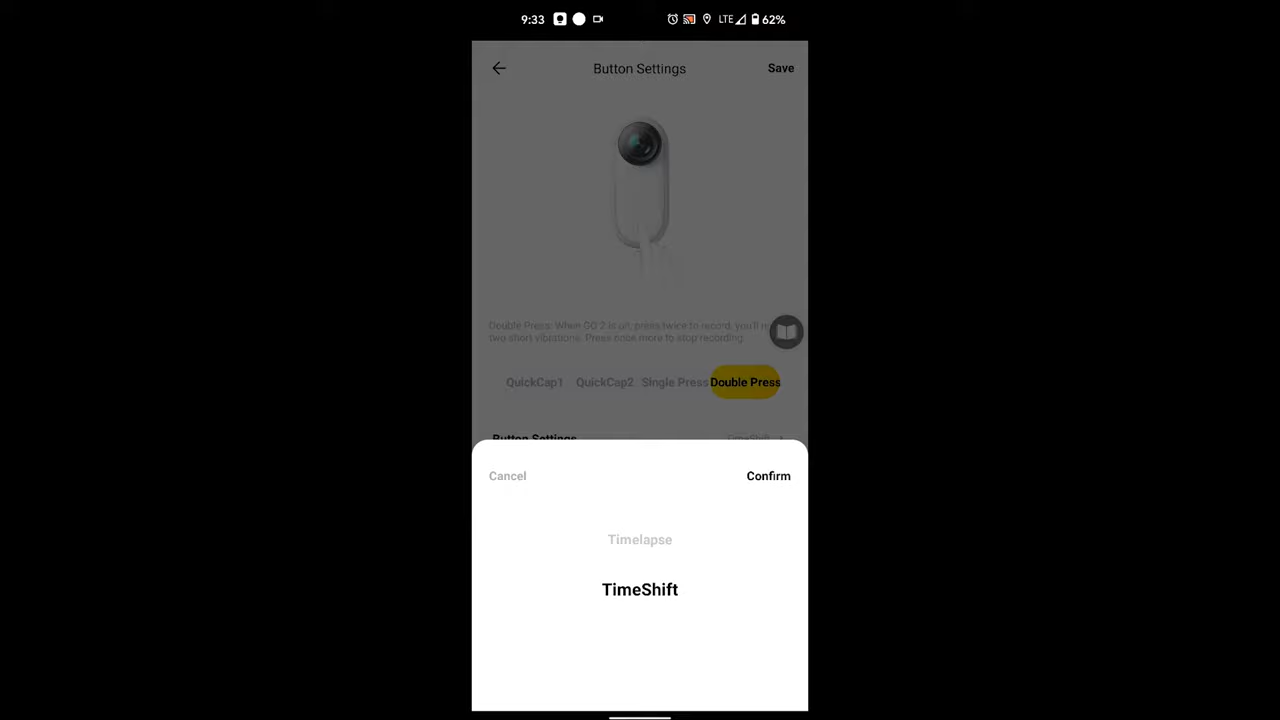 9:33 LTE 62%
Button Settings Save
Double Press: When GO 2 is on, press twice to record, you'll
two short vibrations. Press once more to stop recording.
QuickCap1 QuickCap2 Single Press Double Press
Button Settings TimeShift
Cancel Confirm
Timelapse
TimeShift